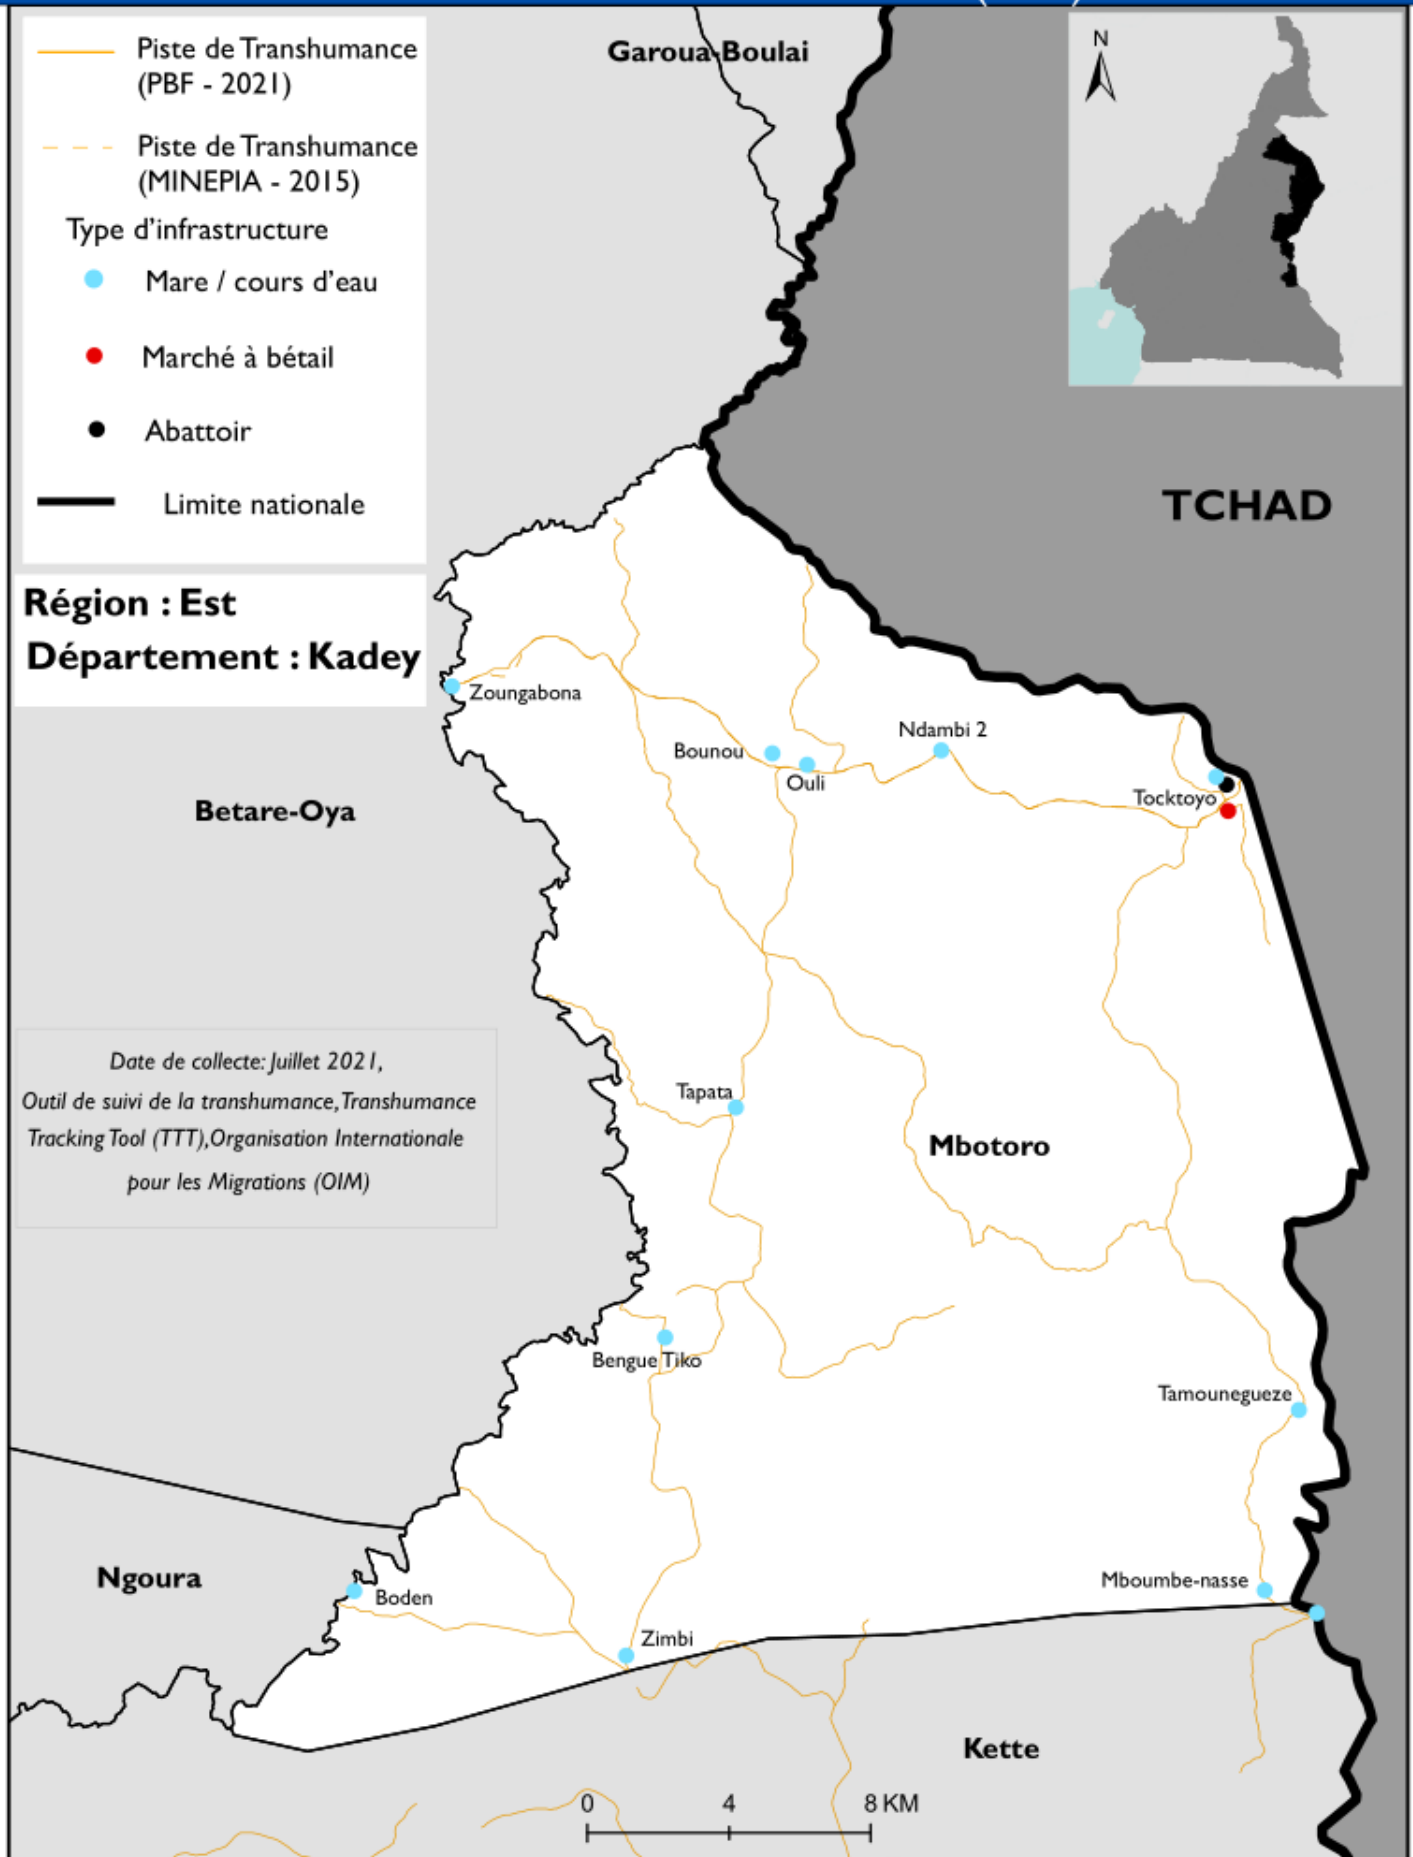 Piste de Transhumance
(PBF - 2021)
Piste de Transhumance
(MINEPIA - 2015)
Type d'infrastructure
Mare / cours d'eau
Marché à bétail
Abattoir
Limite nationale
Région : Est
Département : Kadey
Garoua-Boulai
N
TCHAD
Zoungabona
Bounou
Ouli
Ndambi 2
Tocktoyo
Betare-Oya
Date de collecte: Juillet 2021,
Outil de suivi de la transhumance, Transhumance
Tracking Tool (TTT), Organisation Internationale
pour les Migrations (OIM)
Tapata
Mbotoro
Bengue Tiko
Tamounegueze
Ngoura
Boden
Mboumbe-nasse
Zimbi
Kette
0 4 8 KM